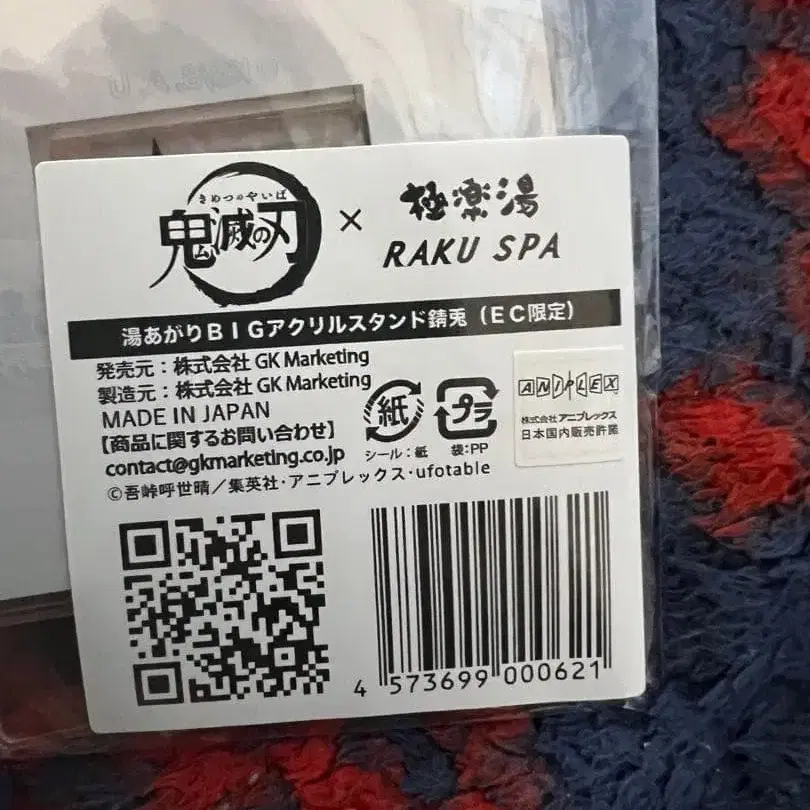 きめつのやいば
鬼滅の刃
×
極楽湯
RAKU SPA
湯あがりBIGアクリルスタンド錆兎（EC限定）
発売元：株式会社 GK Marketing
製造元：株式会社 GK Marketing
MADE IN JAPAN
【商品に関するお問い合わせ】
contact@gkmarketing.co.jp
紙
シール：紙
プラ
袋：PP
ANIPLEX
株式会社アニプレックス
日本国内販売許諾
©吾峠呼世晴／集英社・アニプレックス・ufotable
4 573699 000621